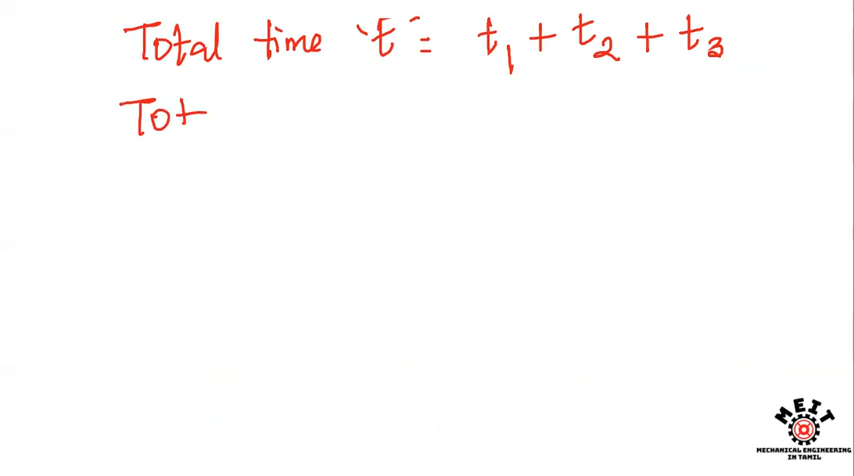 Total time 't' = t₁ + t₂ + t₃
Tot
MEIT
MECHANICAL ENGINEERING
IN TAMIL